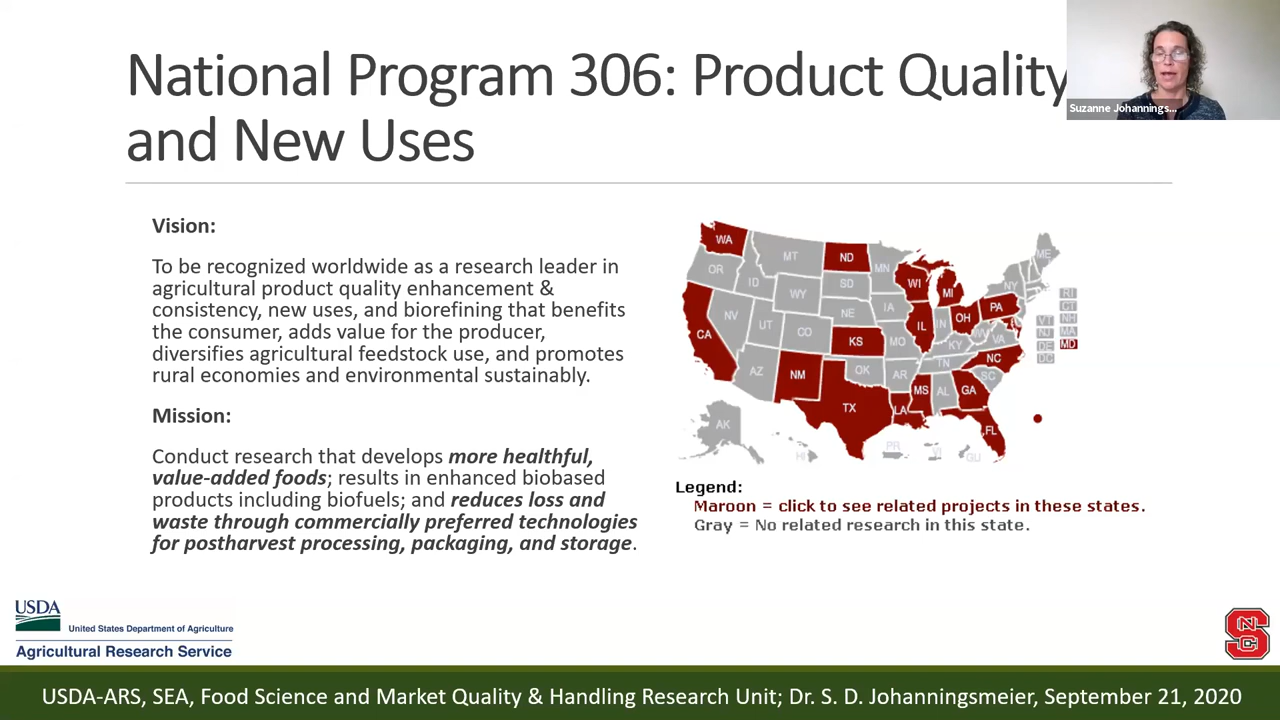 National Program 306: Product Quality
and New Uses
Suzanne Johannings...
Vision:
To be recognized worldwide as a research leader in
agricultural product quality enhancement &
consistency, new uses, and biorefining that benefits
the consumer, adds value for the producer,
diversifies agricultural feedstock use, and promotes
rural economies and environmental sustainably.
Mission:
Conduct research that develops more healthful,
value-added foods; results in enhanced biobased
products including biofuels; and reduces loss and
waste through commercially preferred technologies
for postharvest processing, packaging, and storage.
WA
MT
ND
MN
ME
OR
ID
SD
WI
MI
NY
WY
IA
PA
NE
NV
UT
CO
IL
IN
OH
WV
VA
CA
KS
MO
KY
NC
TN
AZ
NM
OK
AR
SC
TX
LA
MS
AL
GA
FL
AK
HI
PR
VI
GU
RI
CT
VT
NH
NJ
MA
DE
MD
DC
Legend:
Maroon = click to see related projects in these states.
Gray = No related research in this state.
USDA
United States Department of Agriculture
Agricultural Research Service
NCS
USDA-ARS, SEA, Food Science and Market Quality & Handling Research Unit; Dr. S. D. Johanningsmeier, September 21, 2020